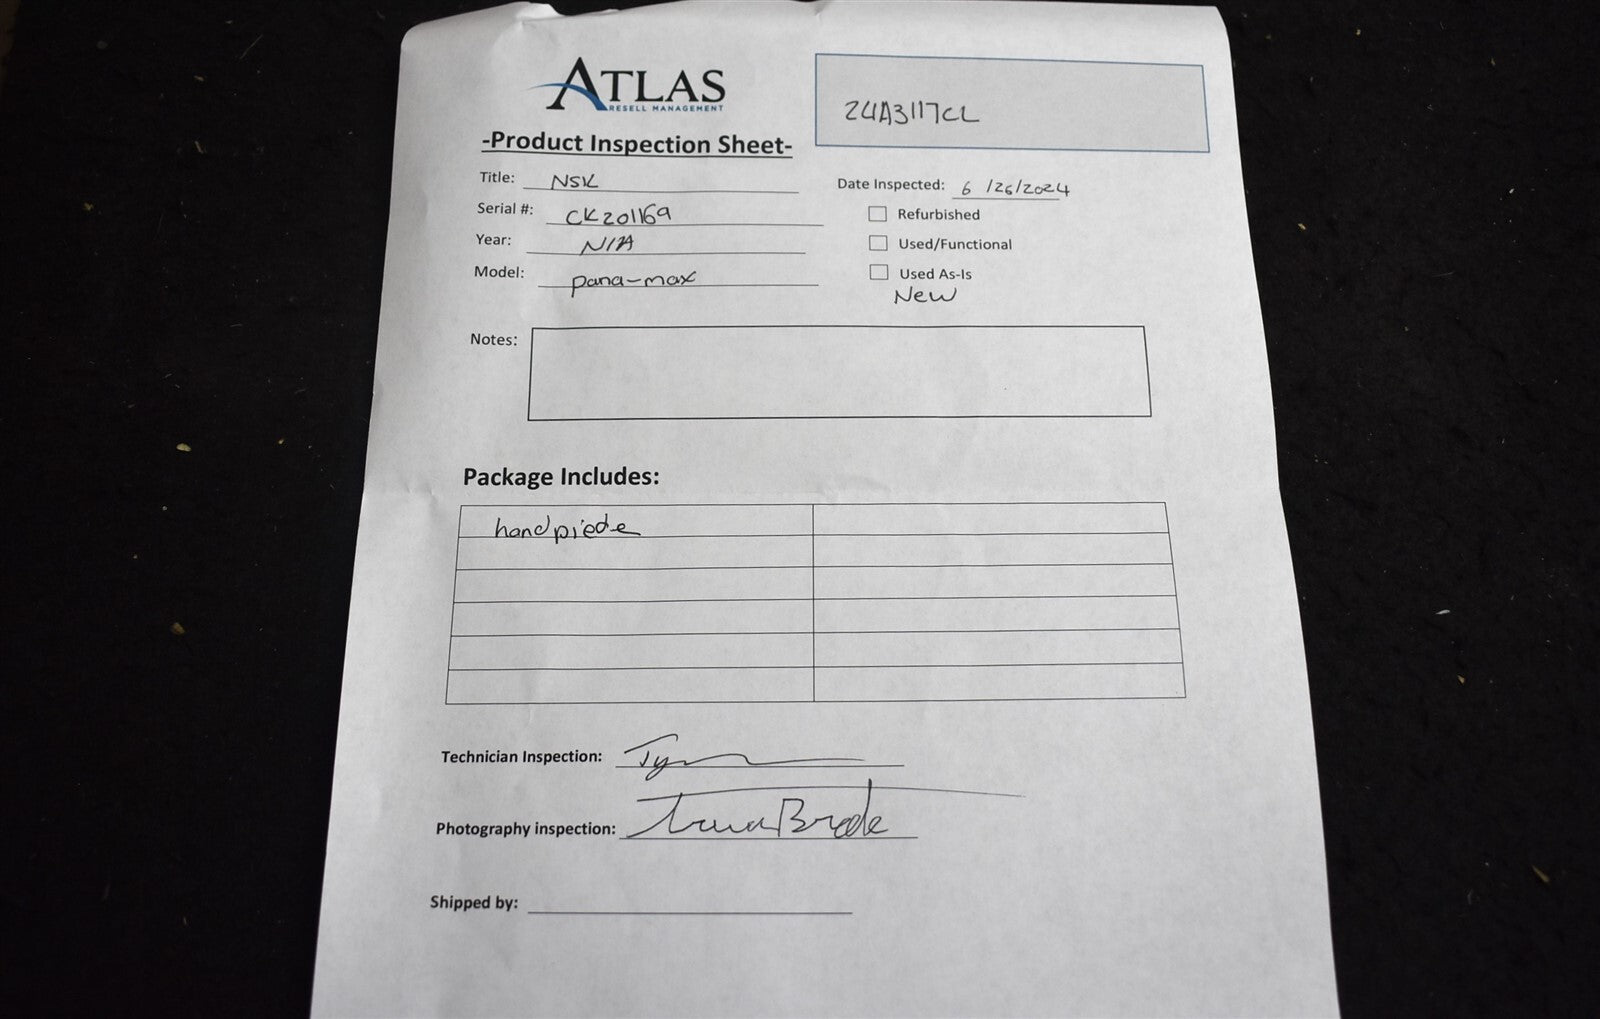 ATLAS
RESELL MANAGEMENT
24A3117CL
-Product Inspection Sheet-
Title: NSK
Date Inspected: 6 /26/2024
Serial #: CK201169
Refurbished
Year: N/A
Used/Functional
Model: pana-max
Used As-Is
New
Notes:
Package Includes:
handpiede
Technician Inspection:
Photography inspection:
Shipped by: